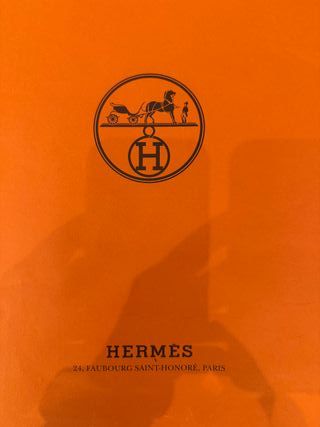 H
HERMÈS
24, FAUBOURG SAINT-HONORÉ, PARIS